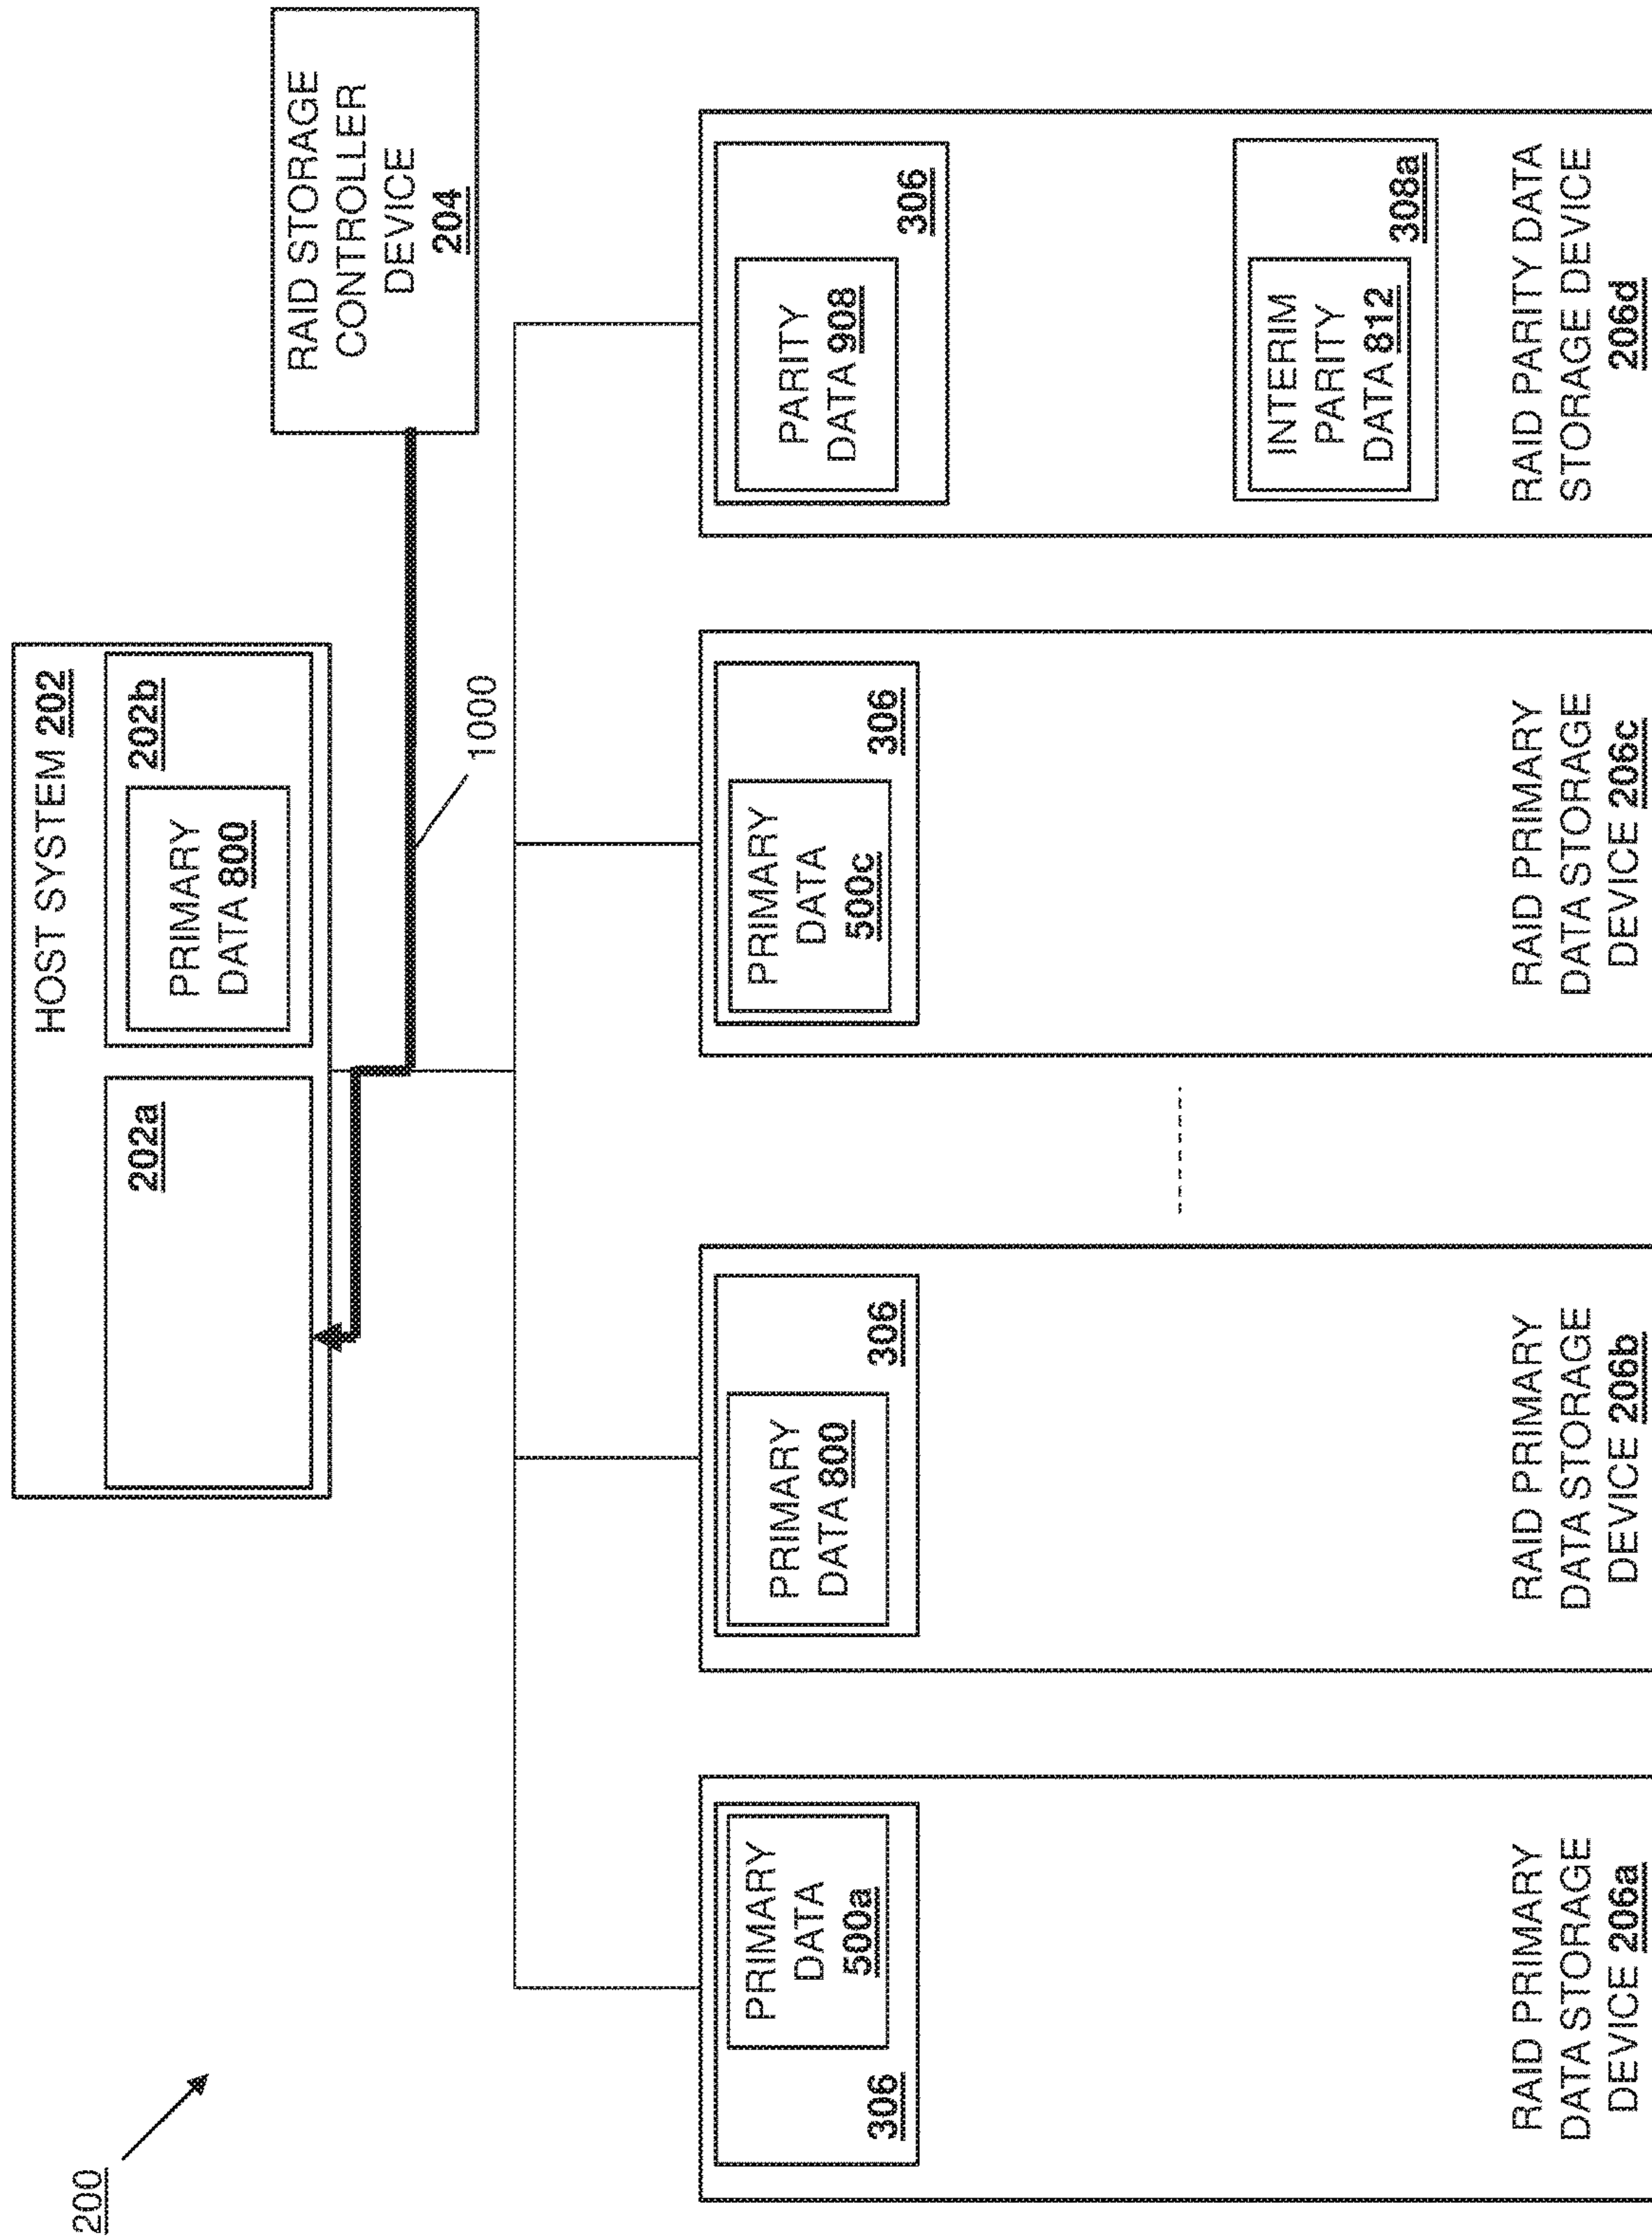 200
HOST SYSTEM 202
202a
202b
PRIMARY
DATA 800
RAID STORAGE
CONTROLLER
DEVICE
204
1000
306
PRIMARY
DATA
500a
RAID PRIMARY
DATA STORAGE
DEVICE 206a
306
PRIMARY
DATA 800
RAID PRIMARY
DATA STORAGE
DEVICE 206b
306
PRIMARY
DATA
500c
RAID PRIMARY
DATA STORAGE
DEVICE 206c
306
PARITY
DATA 908
308a
INTERIM
PARITY
DATA 812
RAID PARITY DATA
STORAGE DEVICE
206d